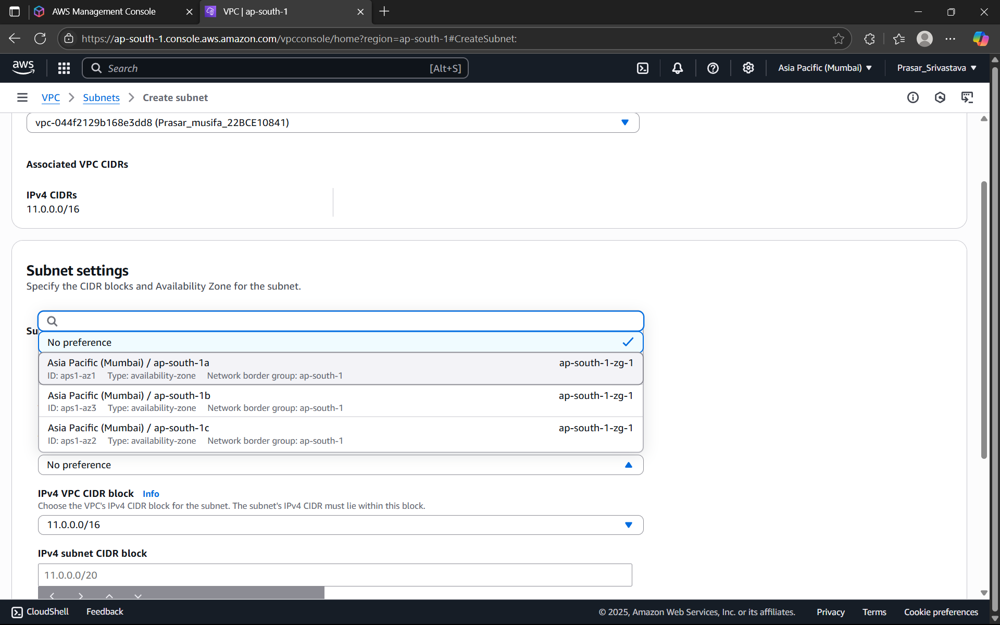 AWS Management Console
VPC | ap-south-1
https://ap-south-1.console.aws.amazon.com/vpcconsole/home?region=ap-south-1#CreateSubnet:
aws
Search
[Alt+S]
Asia Pacific (Mumbai)
Prasar_Srivastava
VPC
Subnets
Create subnet
vpc-044f2129b168e3dd8 (Prasar_musifa_22BCE10841)
Associated VPC CIDRs
IPv4 CIDRs
11.0.0.0/16
Subnet settings
Specify the CIDR blocks and Availability Zone for the subnet.
Su
No preference
Asia Pacific (Mumbai) / ap-south-1a ap-south-1-zg-1
ID: aps1-az1 Type: availability-zone Network border group: ap-south-1
Asia Pacific (Mumbai) / ap-south-1b ap-south-1-zg-1
ID: aps1-az3 Type: availability-zone Network border group: ap-south-1
Asia Pacific (Mumbai) / ap-south-1c ap-south-1-zg-1
ID: aps1-az2 Type: availability-zone Network border group: ap-south-1
No preference
IPv4 VPC CIDR block Info
Choose the VPC's IPv4 CIDR block for the subnet. The subnet's IPv4 CIDR must lie within this block.
11.0.0.0/16
IPv4 subnet CIDR block
11.0.0.0/20
CloudShell
Feedback
© 2025, Amazon Web Services, Inc. or its affiliates.
Privacy
Terms
Cookie preferences